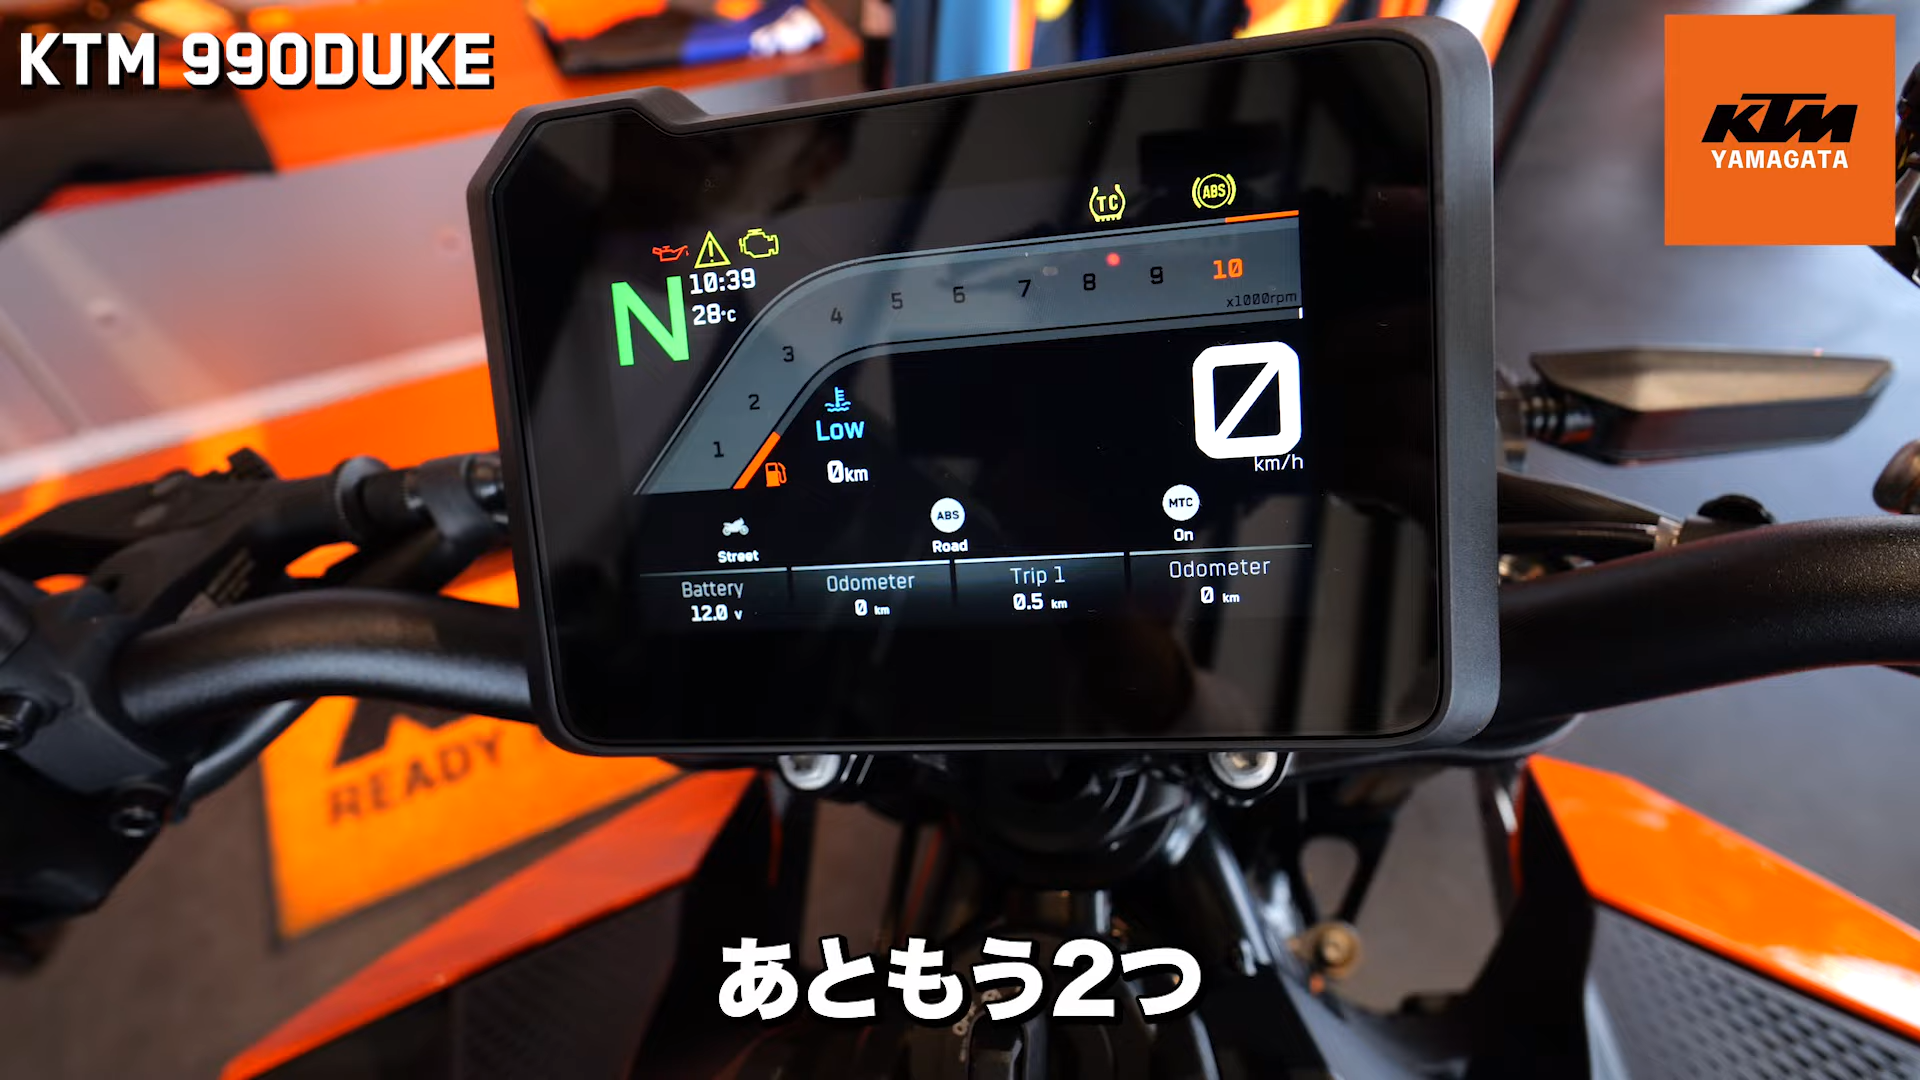 KTM 990DUKE
KTM
YAMAGATA
TC
ABS
N
10:39
28°C
1
2
3
4
5
6
7
8
9
10
x1000rpm
Low
0km
0
km/h
Street
ABS
Road
MTC
On
Battery
12.0 V
Odometer
0 km
Trip 1
0.5 km
Odometer
0 km
READY
あともう2つ